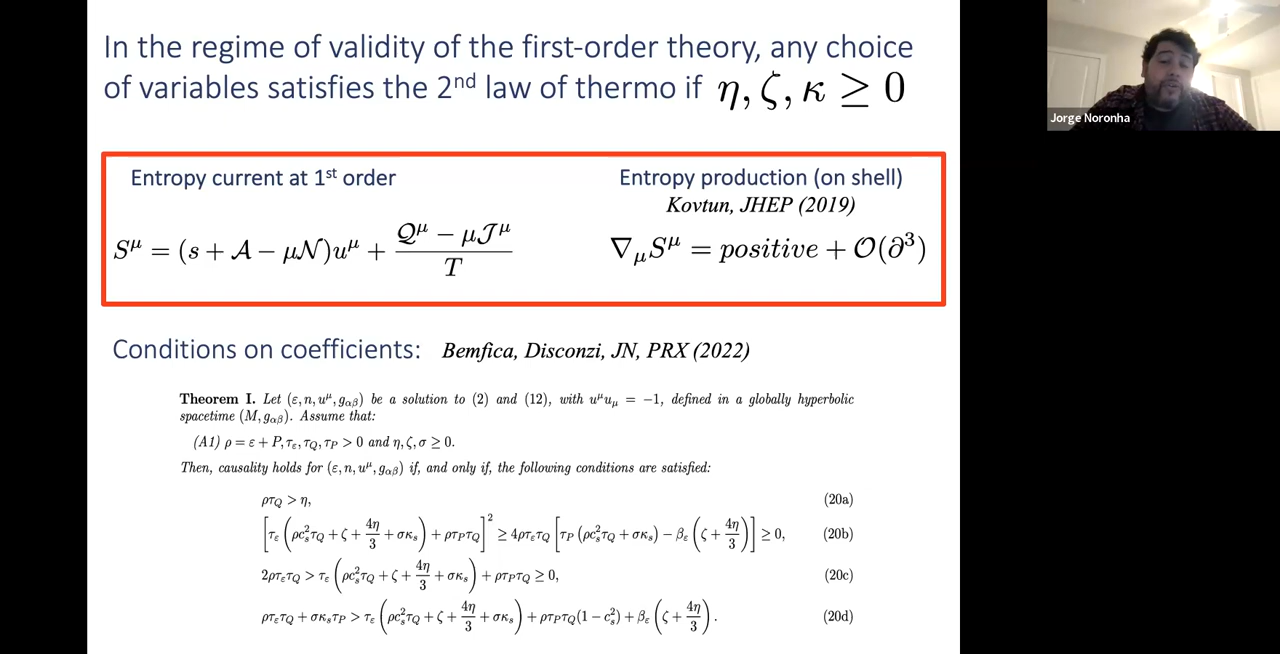 In the regime of validity of the first-order theory, any choice
of variables satisfies the 2nd law of thermo if η, ζ, κ ≥ 0
Jorge Noronha
Entropy current at 1st order
Entropy production (on shell)
Kovtun, JHEP (2019)
S^μ = (s + 𝒜 − μ𝒩)u^μ + (𝒬^μ − μ𝒥^μ)/T
∇_μ S^μ = positive + 𝒪(∂³)
Conditions on coefficients: Bemfica, Disconzi, JN, PRX (2022)
Theorem I. Let (ε, n, u^μ, g_αβ) be a solution to (2) and (12), with u^μ u_μ = −1, defined in a globally hyperbolic
spacetime (M, g_αβ). Assume that:
(A1) ρ = ε + P, τ_ε, τ_Q, τ_P > 0 and η, ζ, σ ≥ 0.
Then, causality holds for (ε, n, u^μ, g_αβ) if, and only if, the following conditions are satisfied:
ρτ_Q > η, (20a)
[τ_ε (ρc_s²τ_Q + ζ + 4η/3 + σκ_s) + ρτ_Pτ_Q]² ≥ 4ρτ_ετ_Q [τ_P (ρc_s²τ_Q + σκ_s) − β_ε (ζ + 4η/3)] ≥ 0, (20b)
2ρτ_ετ_Q > τ_ε (ρc_s²τ_Q + ζ + 4η/3 + σκ_s) + ρτ_Pτ_Q ≥ 0, (20c)
ρτ_ετ_Q + σκ_sτ_P > τ_ε (ρc_s²τ_Q + ζ + 4η/3 + σκ_s) + ρτ_Pτ_Q(1 − c_s²) + β_ε (ζ + 4η/3). (20d)